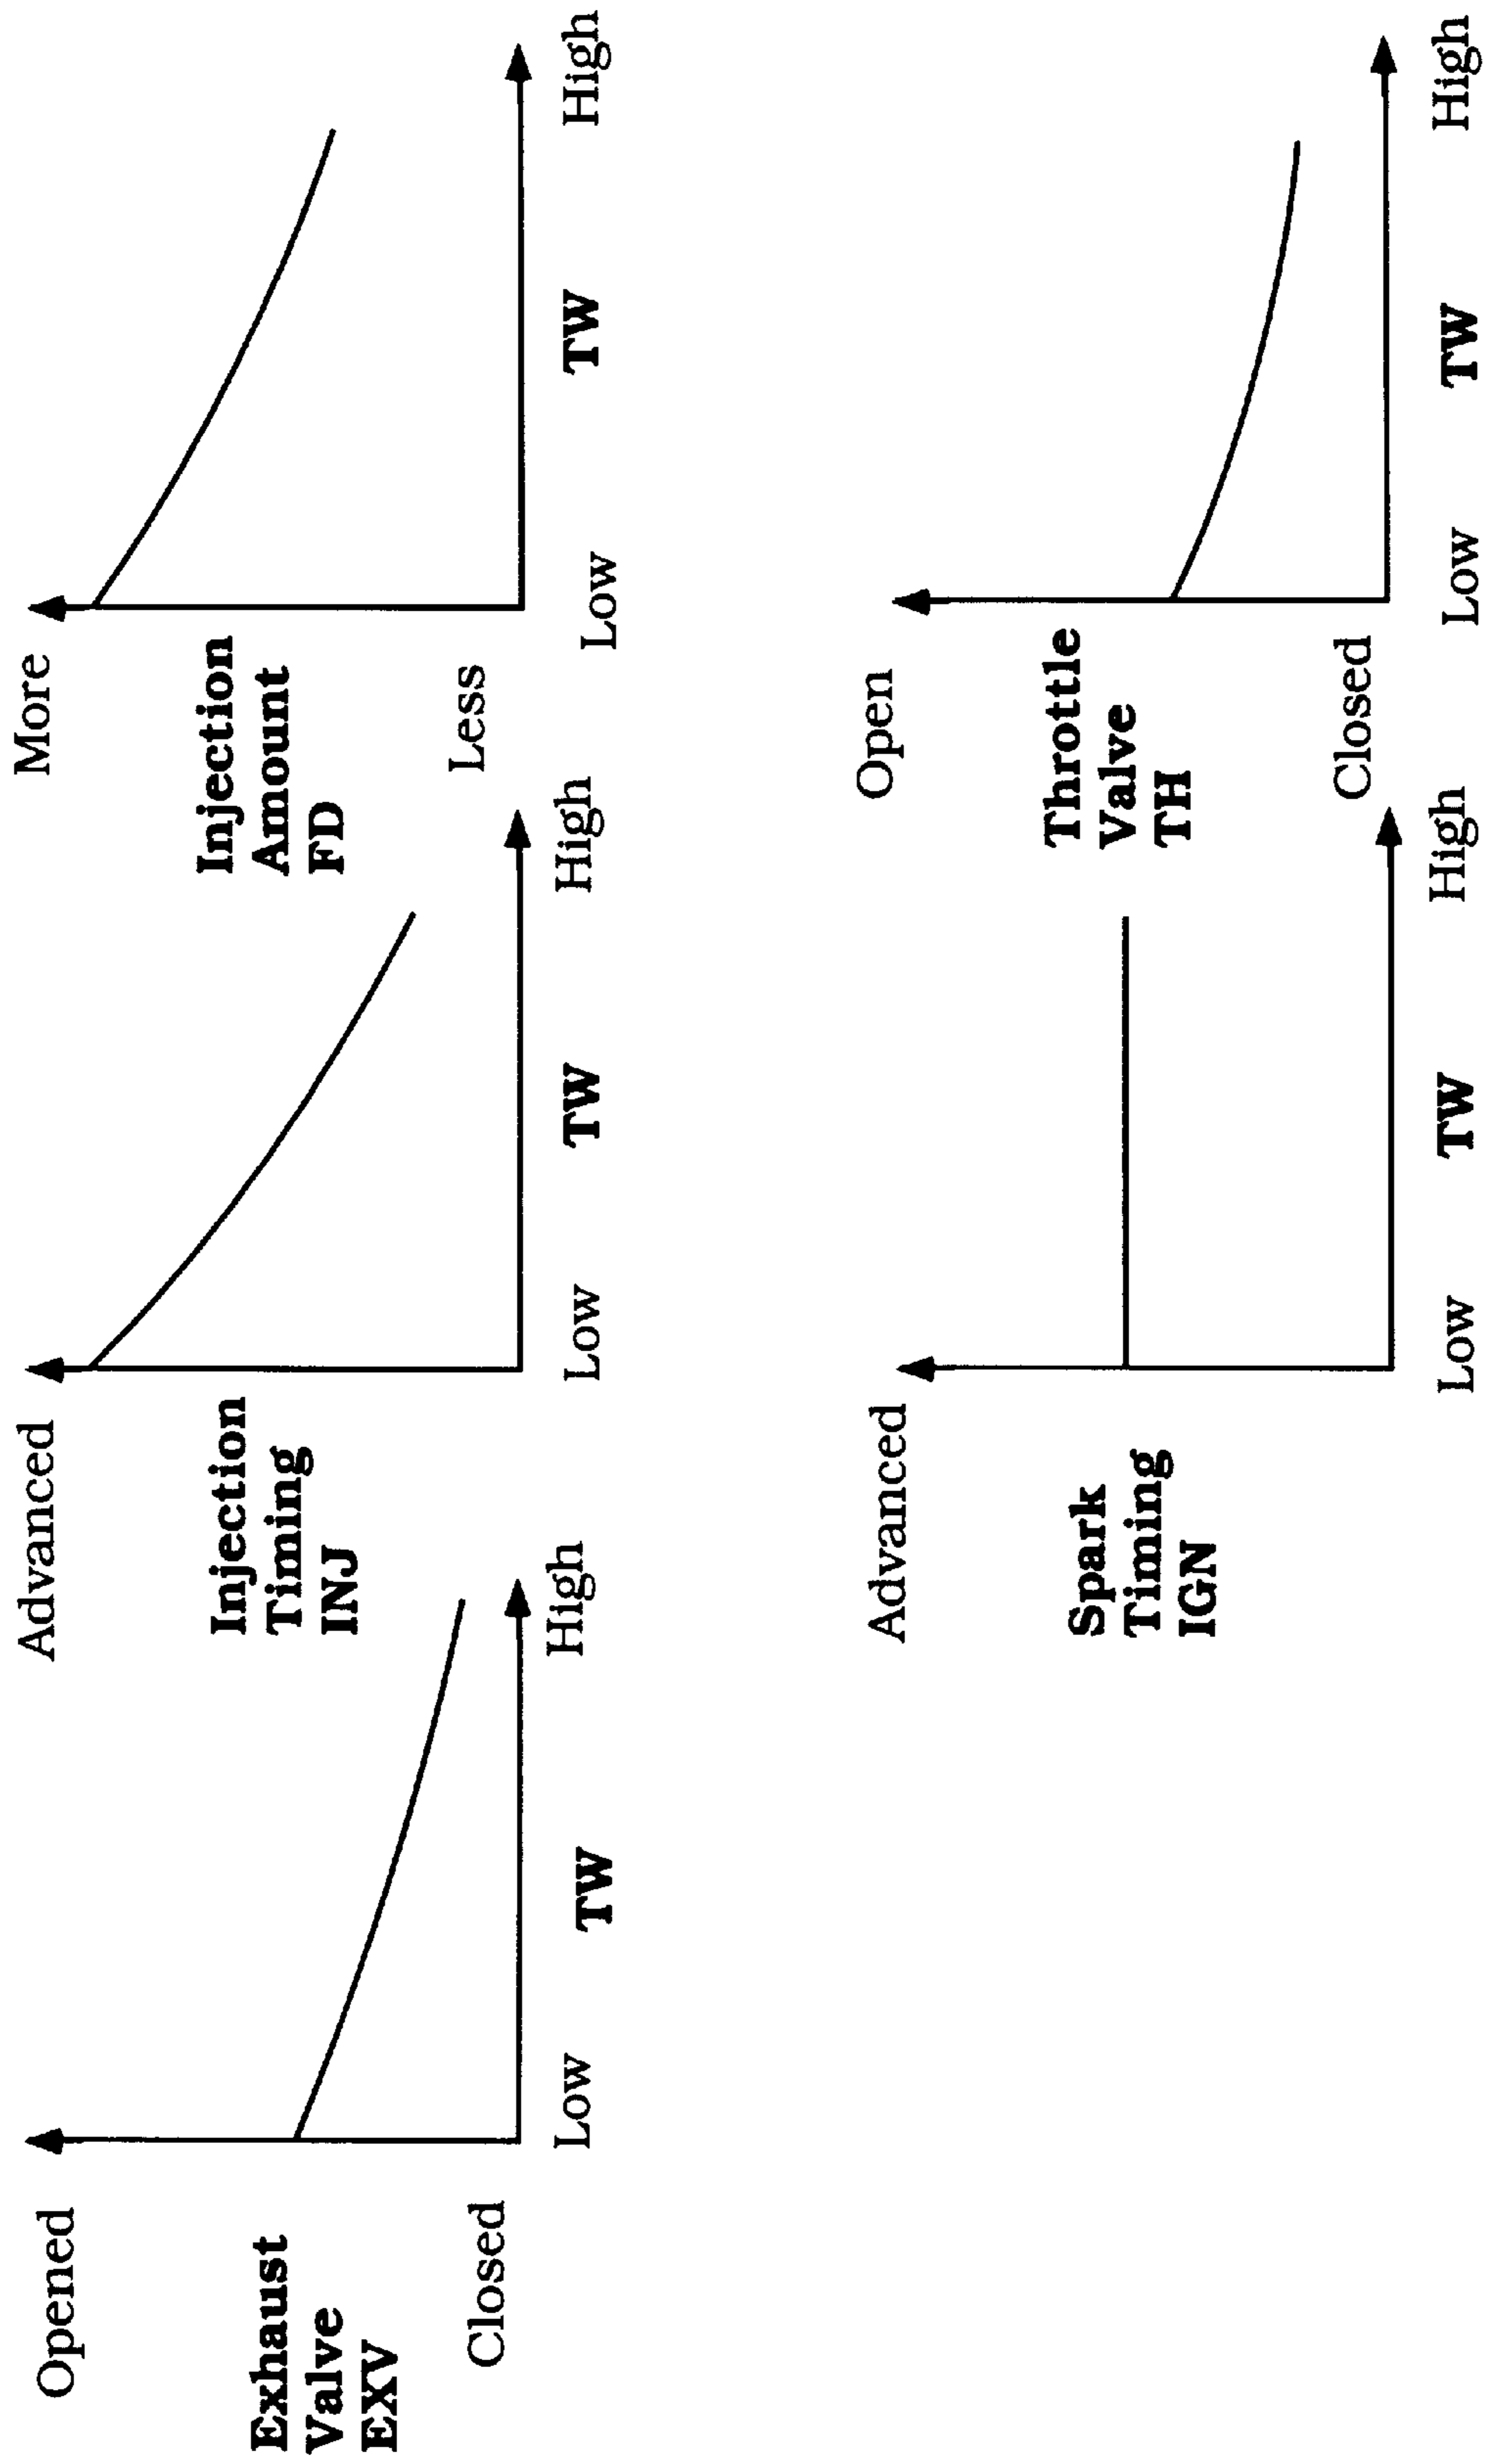 Opened
Exhaust
Valve
EXV
Closed
Low
TW
High
Advanced
Injection
Timing
INJ
Low
TW
High
More
Injection
Amount
FD
Less
Low
TW
High
Advanced
Spark
Timing
IGN
Low
TW
High
Open
Throttle
Valve
TH
Closed
Low
TW
High